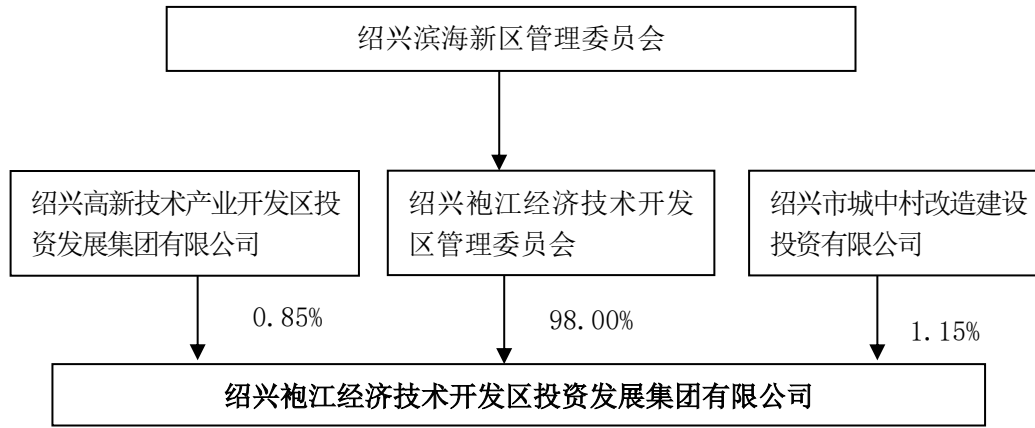 绍兴滨海新区管理委员会
绍兴高新技术产业开发区投
资发展集团有限公司
绍兴袍江经济技术开发
区管理委员会
绍兴市城中村改造建设
投资有限公司
0.85%
98.00%
1.15%
绍兴袍江经济技术开发区投资发展集团有限公司